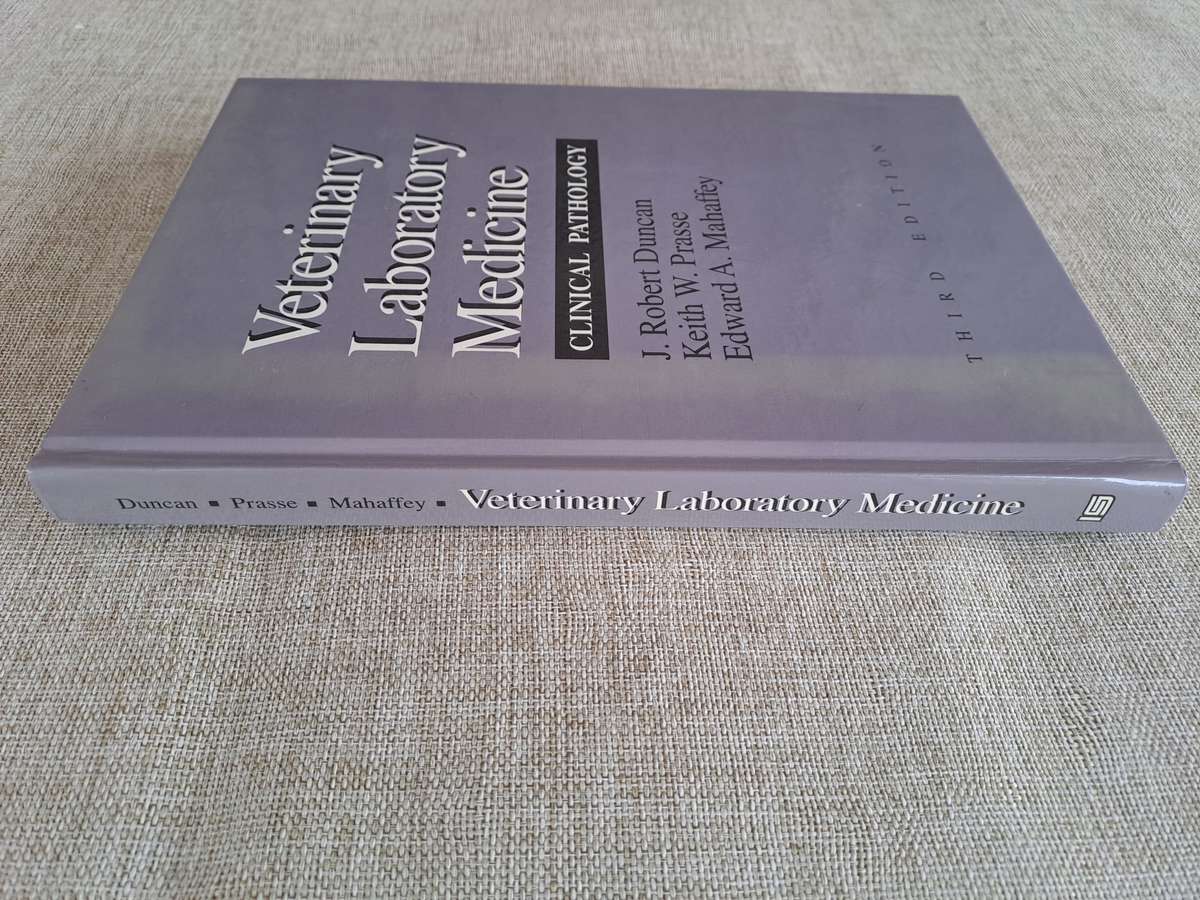 Veterinary
Laboratory
Medicine
CLINICAL PATHOLOGY
J. Robert Duncan
Keith W. Prasse
Edward A. Mahaffey
THIRD EDITION
Duncan ▪ Prasse ▪ Mahaffey ▪ Veterinary Laboratory Medicine